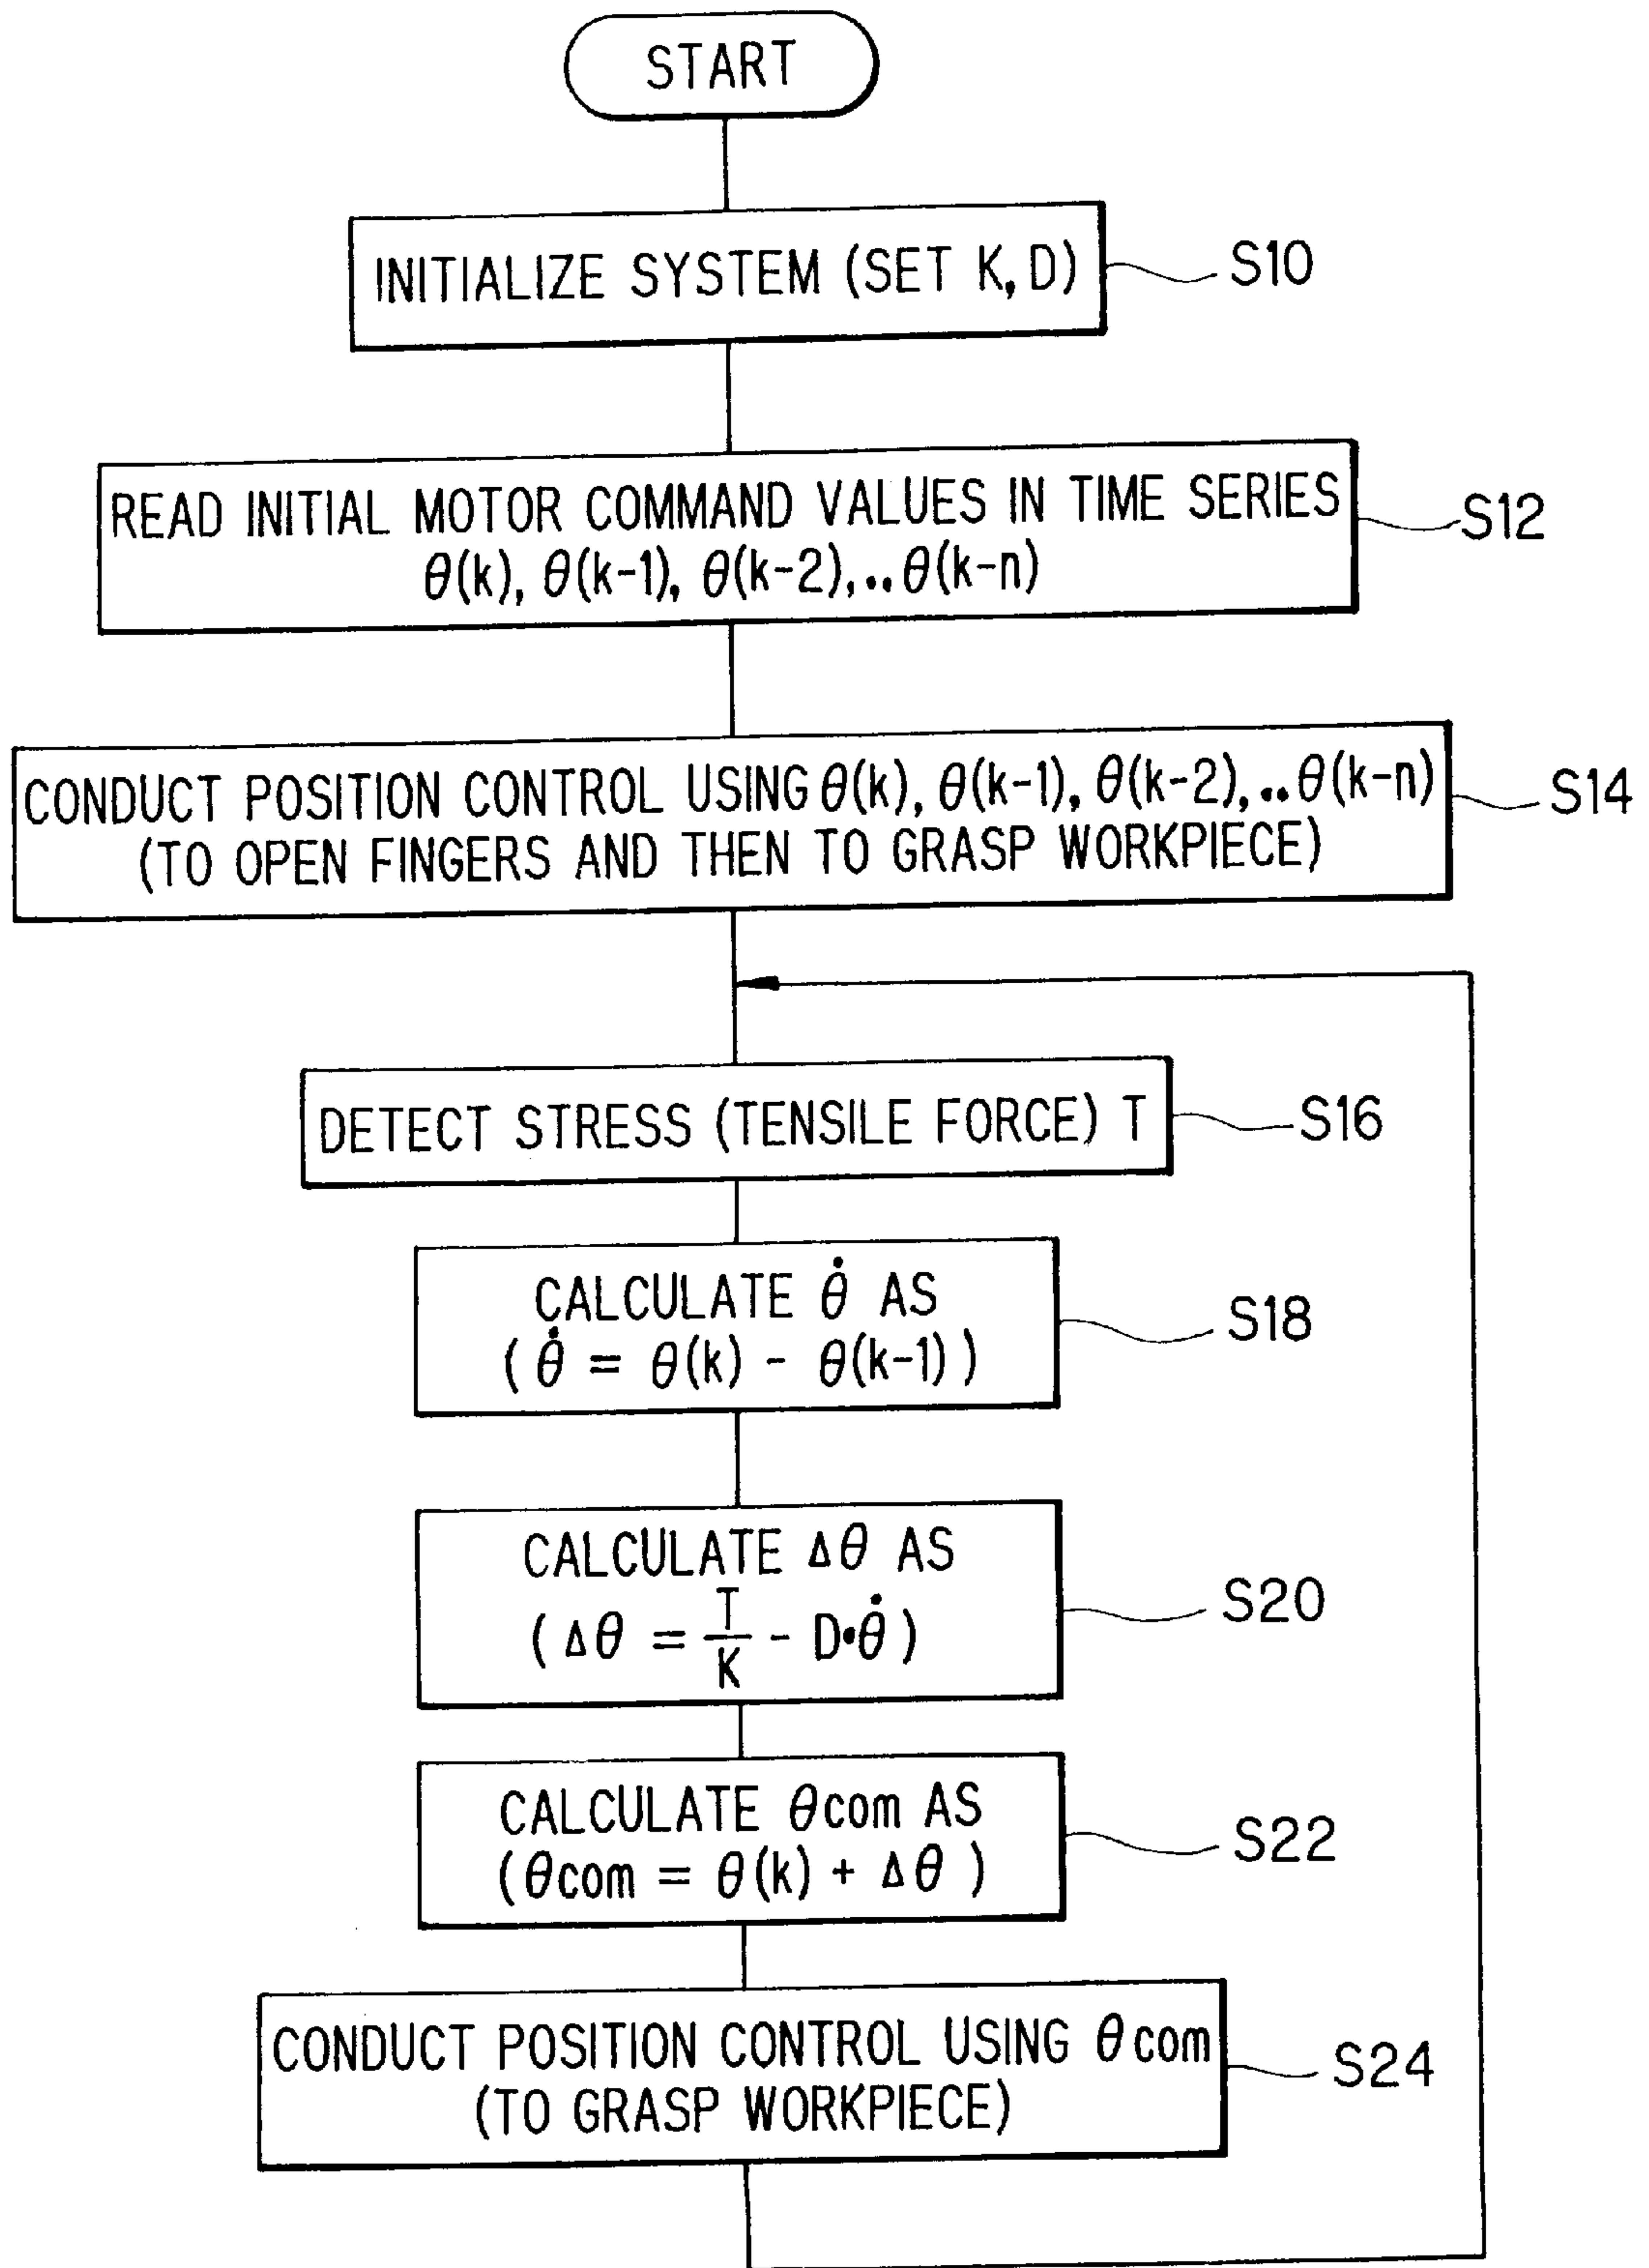 START
INITIALIZE SYSTEM (SET K, D)
S10
READ INITIAL MOTOR COMMAND VALUES IN TIME SERIES
θ(k), θ(k-1), θ(k-2),..θ(k-n)
S12
CONDUCT POSITION CONTROL USING θ(k), θ(k-1), θ(k-2),..θ(k-n)
(TO OPEN FINGERS AND THEN TO GRASP WORKPIECE)
S14
DETECT STRESS (TENSILE FORCE) T
S16
CALCULATE θ̇ AS
( θ̇ = θ(k) - θ(k-1) )
S18
CALCULATE Δθ AS
( Δθ = T/K - D•θ̇ )
S20
CALCULATE θcom AS
(θcom = θ(k) + Δθ )
S22
CONDUCT POSITION CONTROL USING θcom
(TO GRASP WORKPIECE)
S24